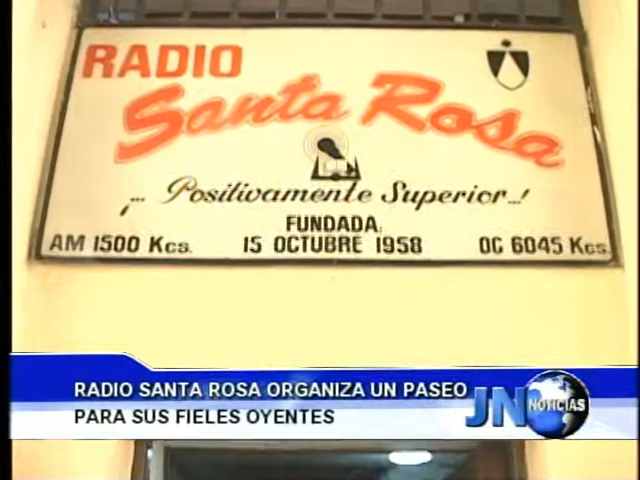 RADIO
Santa Rosa
¡... Positivamente Superior...!
FUNDADA:
AM 1500 Kcs. 15 OCTUBRE 1958 OC 6045 Kcs.
RADIO SANTA ROSA ORGANIZA UN PASEO
PARA SUS FIELES OYENTES
JN NOTICIAS